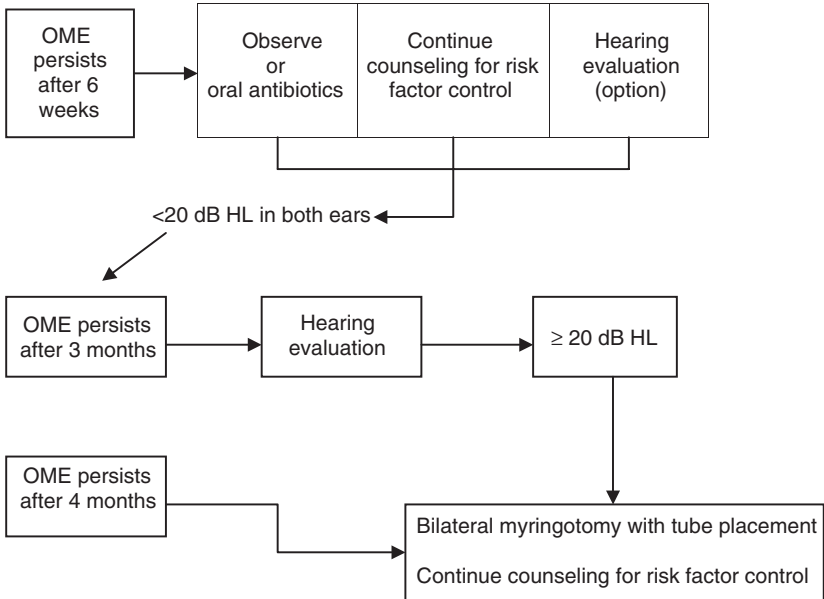 OME
persists
after 6
weeks
Observe
or
oral antibiotics
Continue
counseling for risk
factor control
Hearing
evaluation
(option)
<20 dB HL in both ears
OME persists
after 3 months
Hearing
evaluation
≥ 20 dB HL
OME persists
after 4 months
Bilateral myringotomy with tube placement
Continue counseling for risk factor control